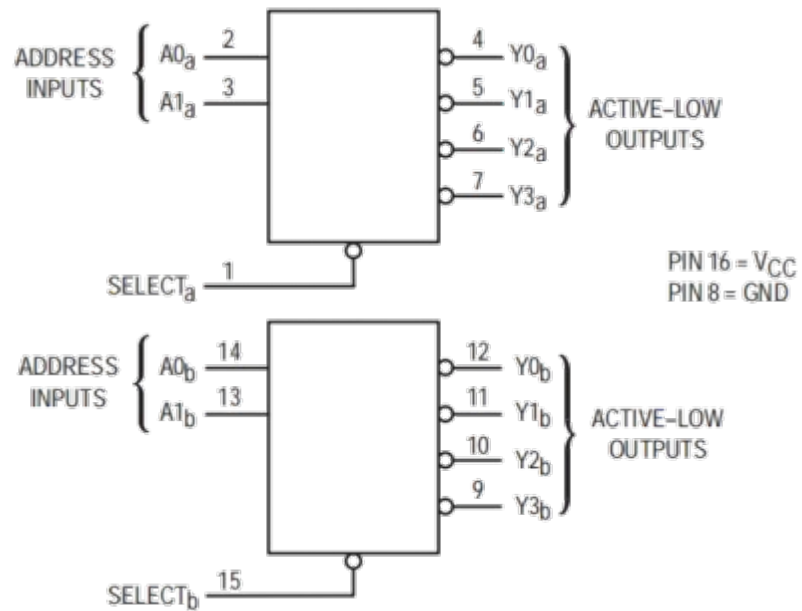 ADDRESS
INPUTS
A0a 2
A1a 3
4 Y0a
5 Y1a
6 Y2a
7 Y3a
ACTIVE–LOW
OUTPUTS
SELECTa 1
PIN 16 = VCC
PIN 8 = GND
ADDRESS
INPUTS
A0b 14
A1b 13
12 Y0b
11 Y1b
10 Y2b
9 Y3b
ACTIVE–LOW
OUTPUTS
SELECTb 15